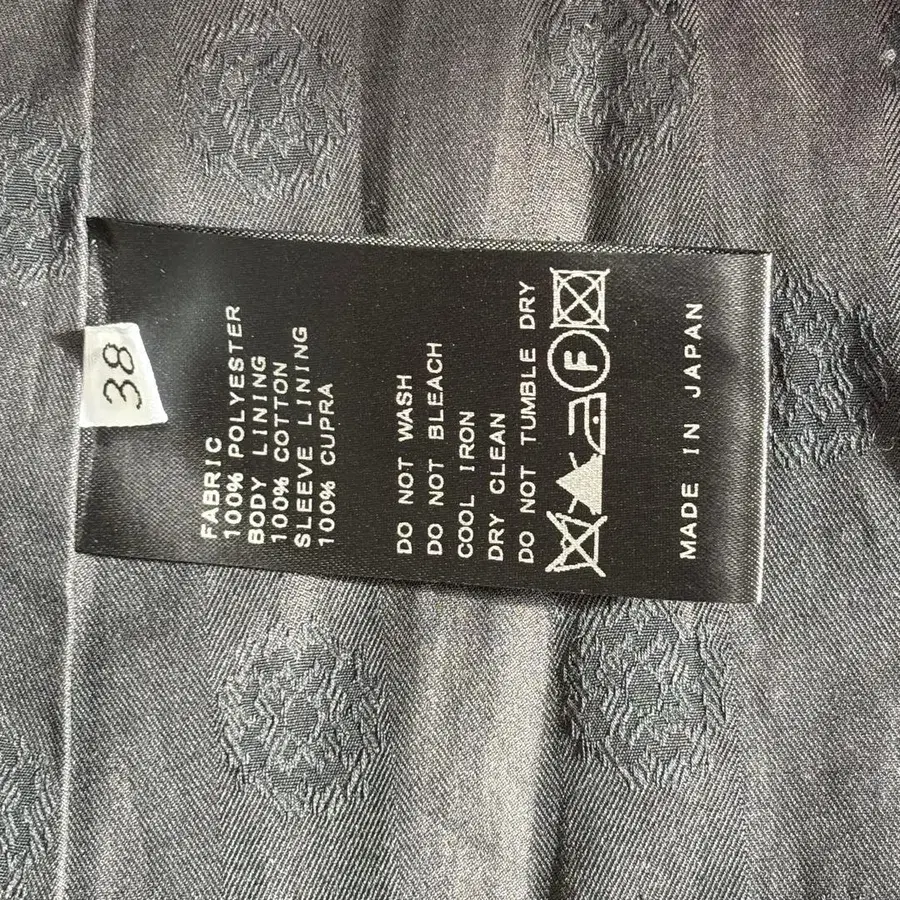 38
FABRIC
100% POLYESTER
BODY LINING
100% COTTON
SLEEVE LINING
100% CUPRA
DO NOT WASH
DO NOT BLEACH
COOL IRON
DRY CLEAN
DO NOT TUMBLE DRY
F
MADE IN JAPAN